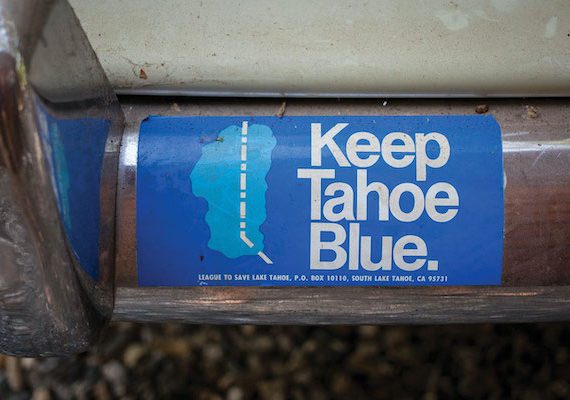 Keep
Tahoe
Blue.
LEAGUE TO SAVE LAKE TAHOE, P.O. BOX 10110, SOUTH LAKE TAHOE, CA 95731